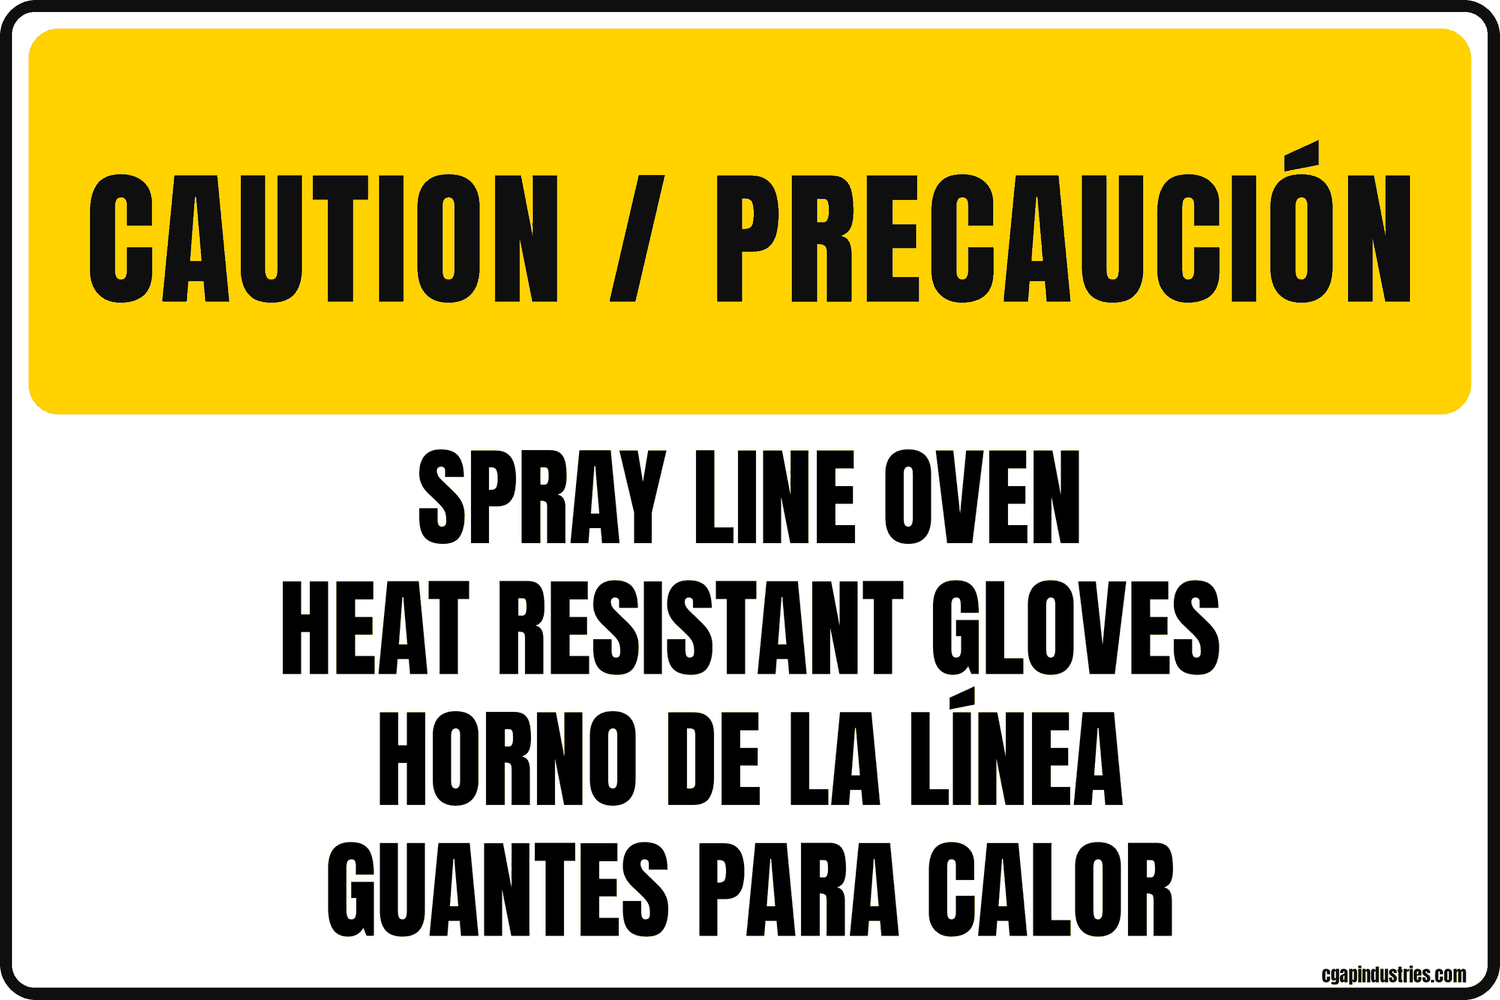 CAUTION / PRECAUCIÓN
SPRAY LINE OVEN
HEAT RESISTANT GLOVES
HORNO DE LA LÍNEA
GUANTES PARA CALOR
cgapindustries.com